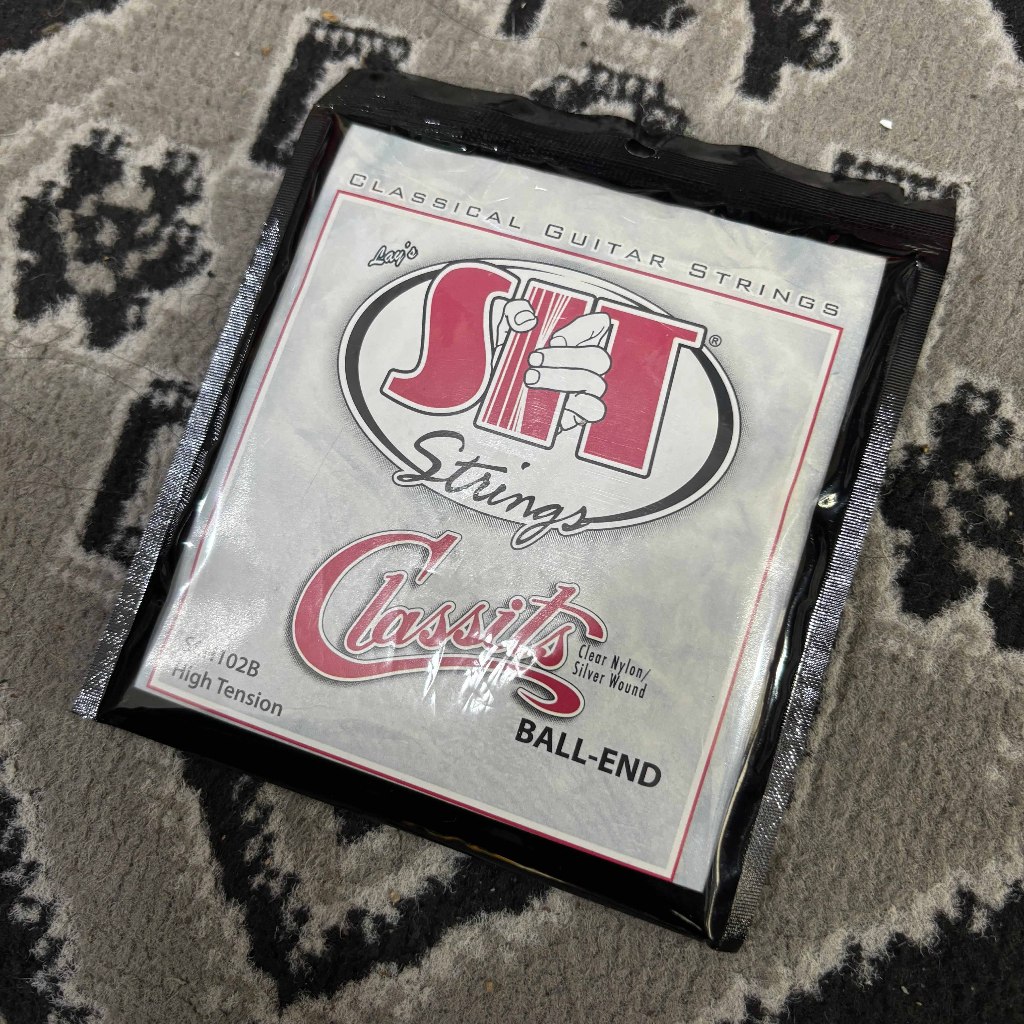 CLASSICAL GUITAR STRINGS
Lay's
SIT®
Strings
Classits
Clear Nylon/
Silver Wound
High Tension
BALL-END